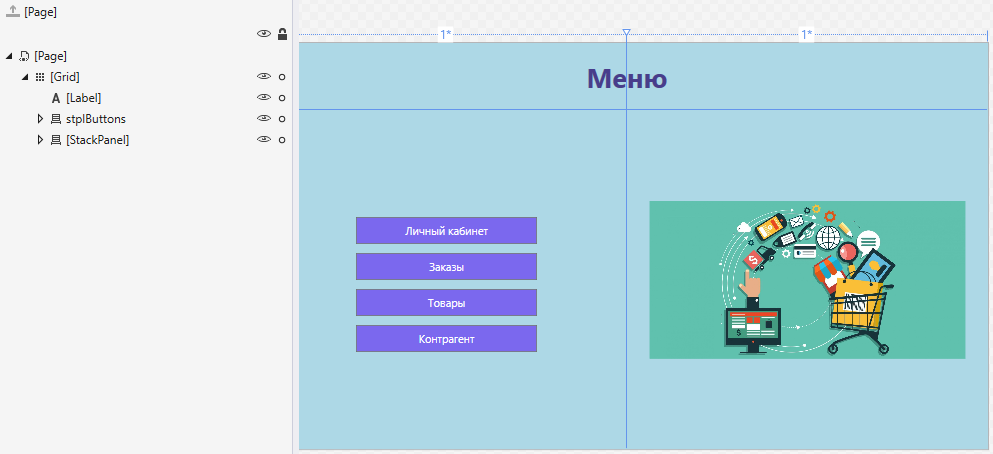 [Page]
[Page]
[Grid]
A [Label]
stplButtons
[StackPanel]
1* 1*
Меню
Личный кабинет
Заказы
Товары
Контрагент